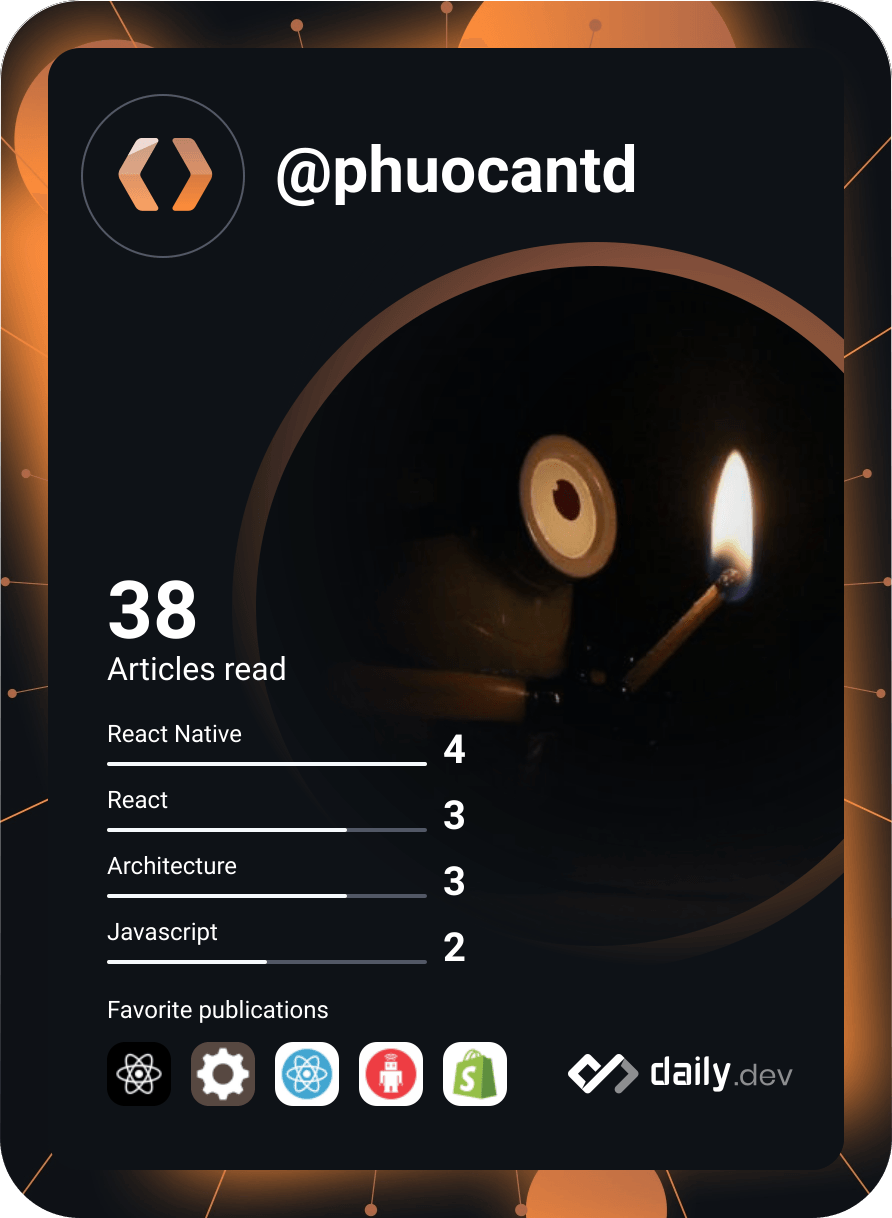 @phuocantd
38
Articles read
React Native
4
React
3
Architecture
3
Javascript
2
Favorite publications
daily.dev